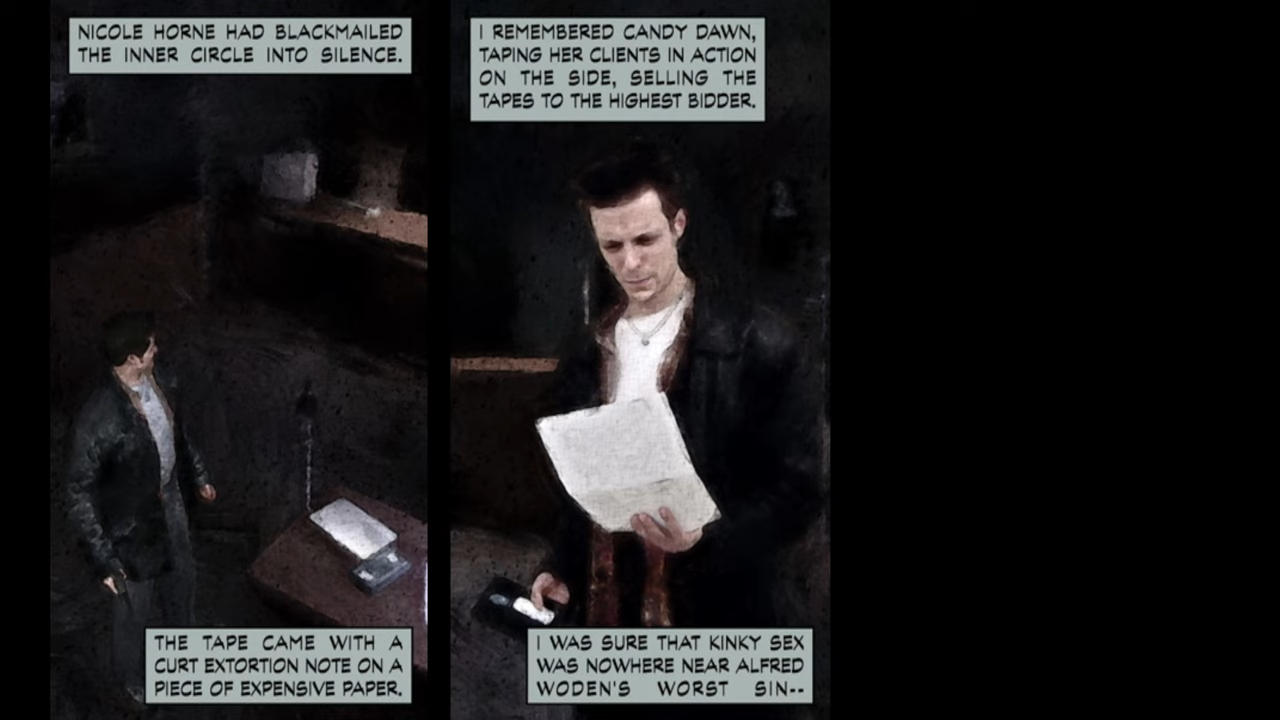 NICOLE HORNE HAD BLACKMAILED
THE INNER CIRCLE INTO SILENCE.
THE TAPE CAME WITH A
CURT EXTORTION NOTE ON A
PIECE OF EXPENSIVE PAPER.
I REMEMBERED CANDY DAWN,
TAPING HER CLIENTS IN ACTION
ON THE SIDE, SELLING THE
TAPES TO THE HIGHEST BIDDER.
I WAS SURE THAT KINKY SEX
WAS NOWHERE NEAR ALFRED
WODEN'S WORST SIN--